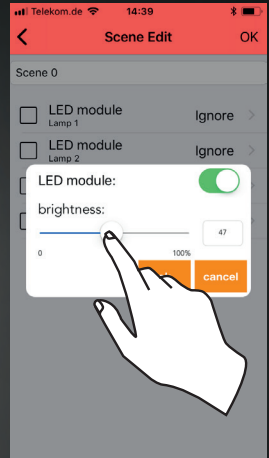 Telekom.de 14:39
Scene Edit OK
Scene 0
LED module
Lamp 1
Ignore
LED module
Lamp 2
Ignore
LED module:
brightness:
47
0 100%
cancel